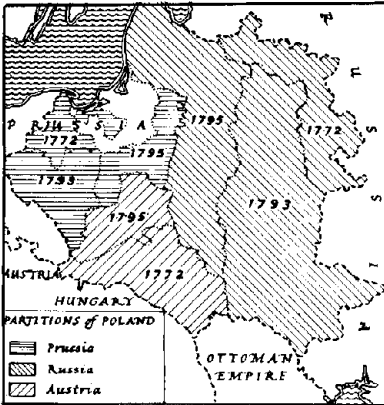 RUSSIA
PRUSSIA
1772
1795
1795
1772
1793
1793
1795
1772
AUSTRIA
HUNGARY
PARTITIONS of POLAND
Prussia
Russia
Austria
OTTOMAN
EMPIRE